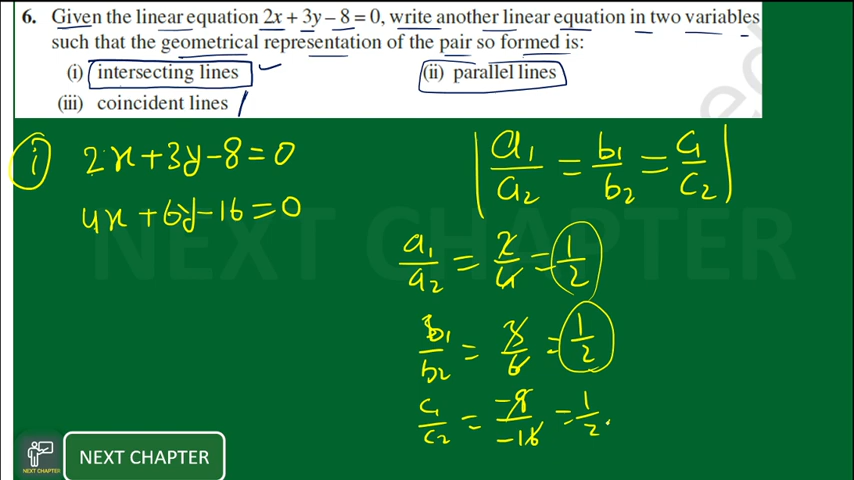 6. Given the linear equation 2x + 3y – 8 = 0, write another linear equation in two variables
such that the geometrical representation of the pair so formed is:
(i) intersecting lines (ii) parallel lines
(iii) coincident lines
i) 2x + 3y - 8 = 0
4x + 6y - 16 = 0
a1/a2 = b1/b2 = c1/c2
a1/a2 = 2/4 = 1/2
b1/b2 = 3/6 = 1/2
c1/c2 = -8/-16 = 1/2
NEXT CHAPTER
NEXT CHAPTER
NEXT CHAPTER